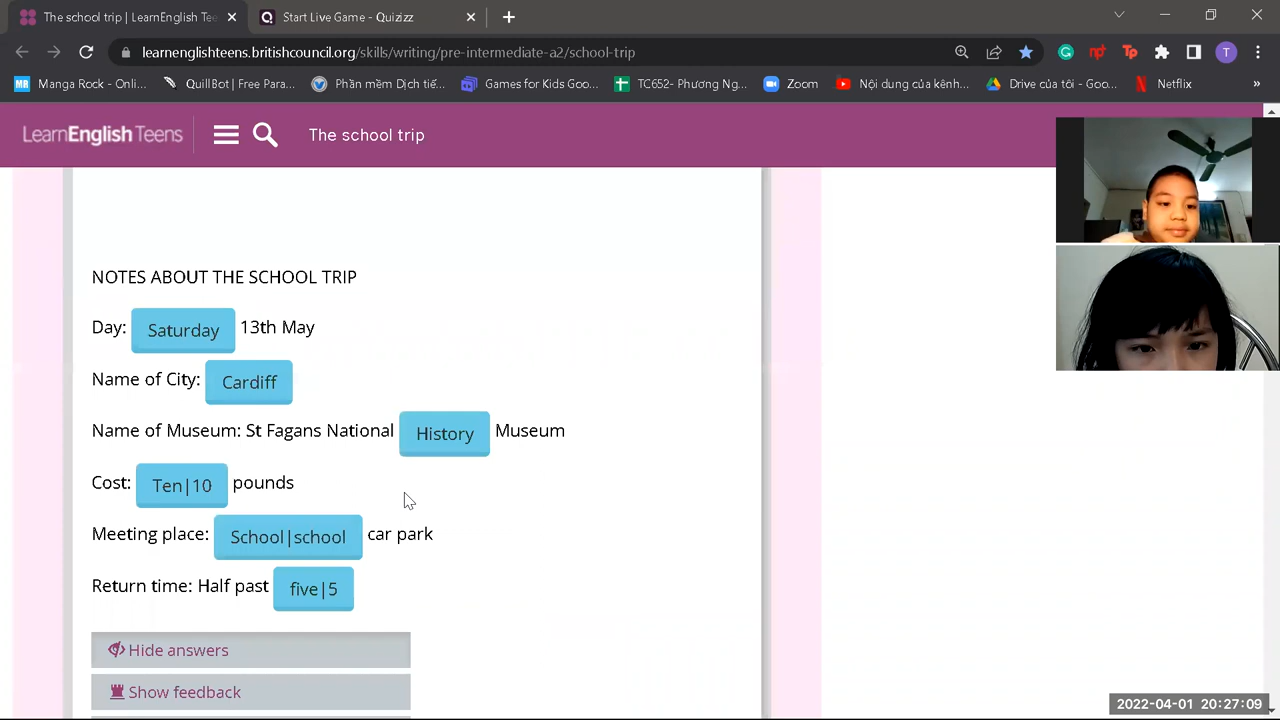 The school trip | LearnEnglish Tee
Start Live Game - Quizizz
learnenglishteens.britishcouncil.org/skills/writing/pre-intermediate-a2/school-trip
T
MR Manga Rock - Onli...
QuillBot | Free Para...
Phần mềm Dịch tiế...
Games for Kids Goo...
TC652- Phương Ng...
Zoom
Nội dung của kênh...
Drive của tôi - Goo...
Netflix
»
LearnEnglish Teens
The school trip
NOTES ABOUT THE SCHOOL TRIP
Day: Saturday 13th May
Name of City: Cardiff
Name of Museum: St Fagans National History Museum
Cost: Ten|10 pounds
Meeting place: School|school car park
Return time: Half past five|5
Hide answers
Show feedback
2022-04-01 20:27:09